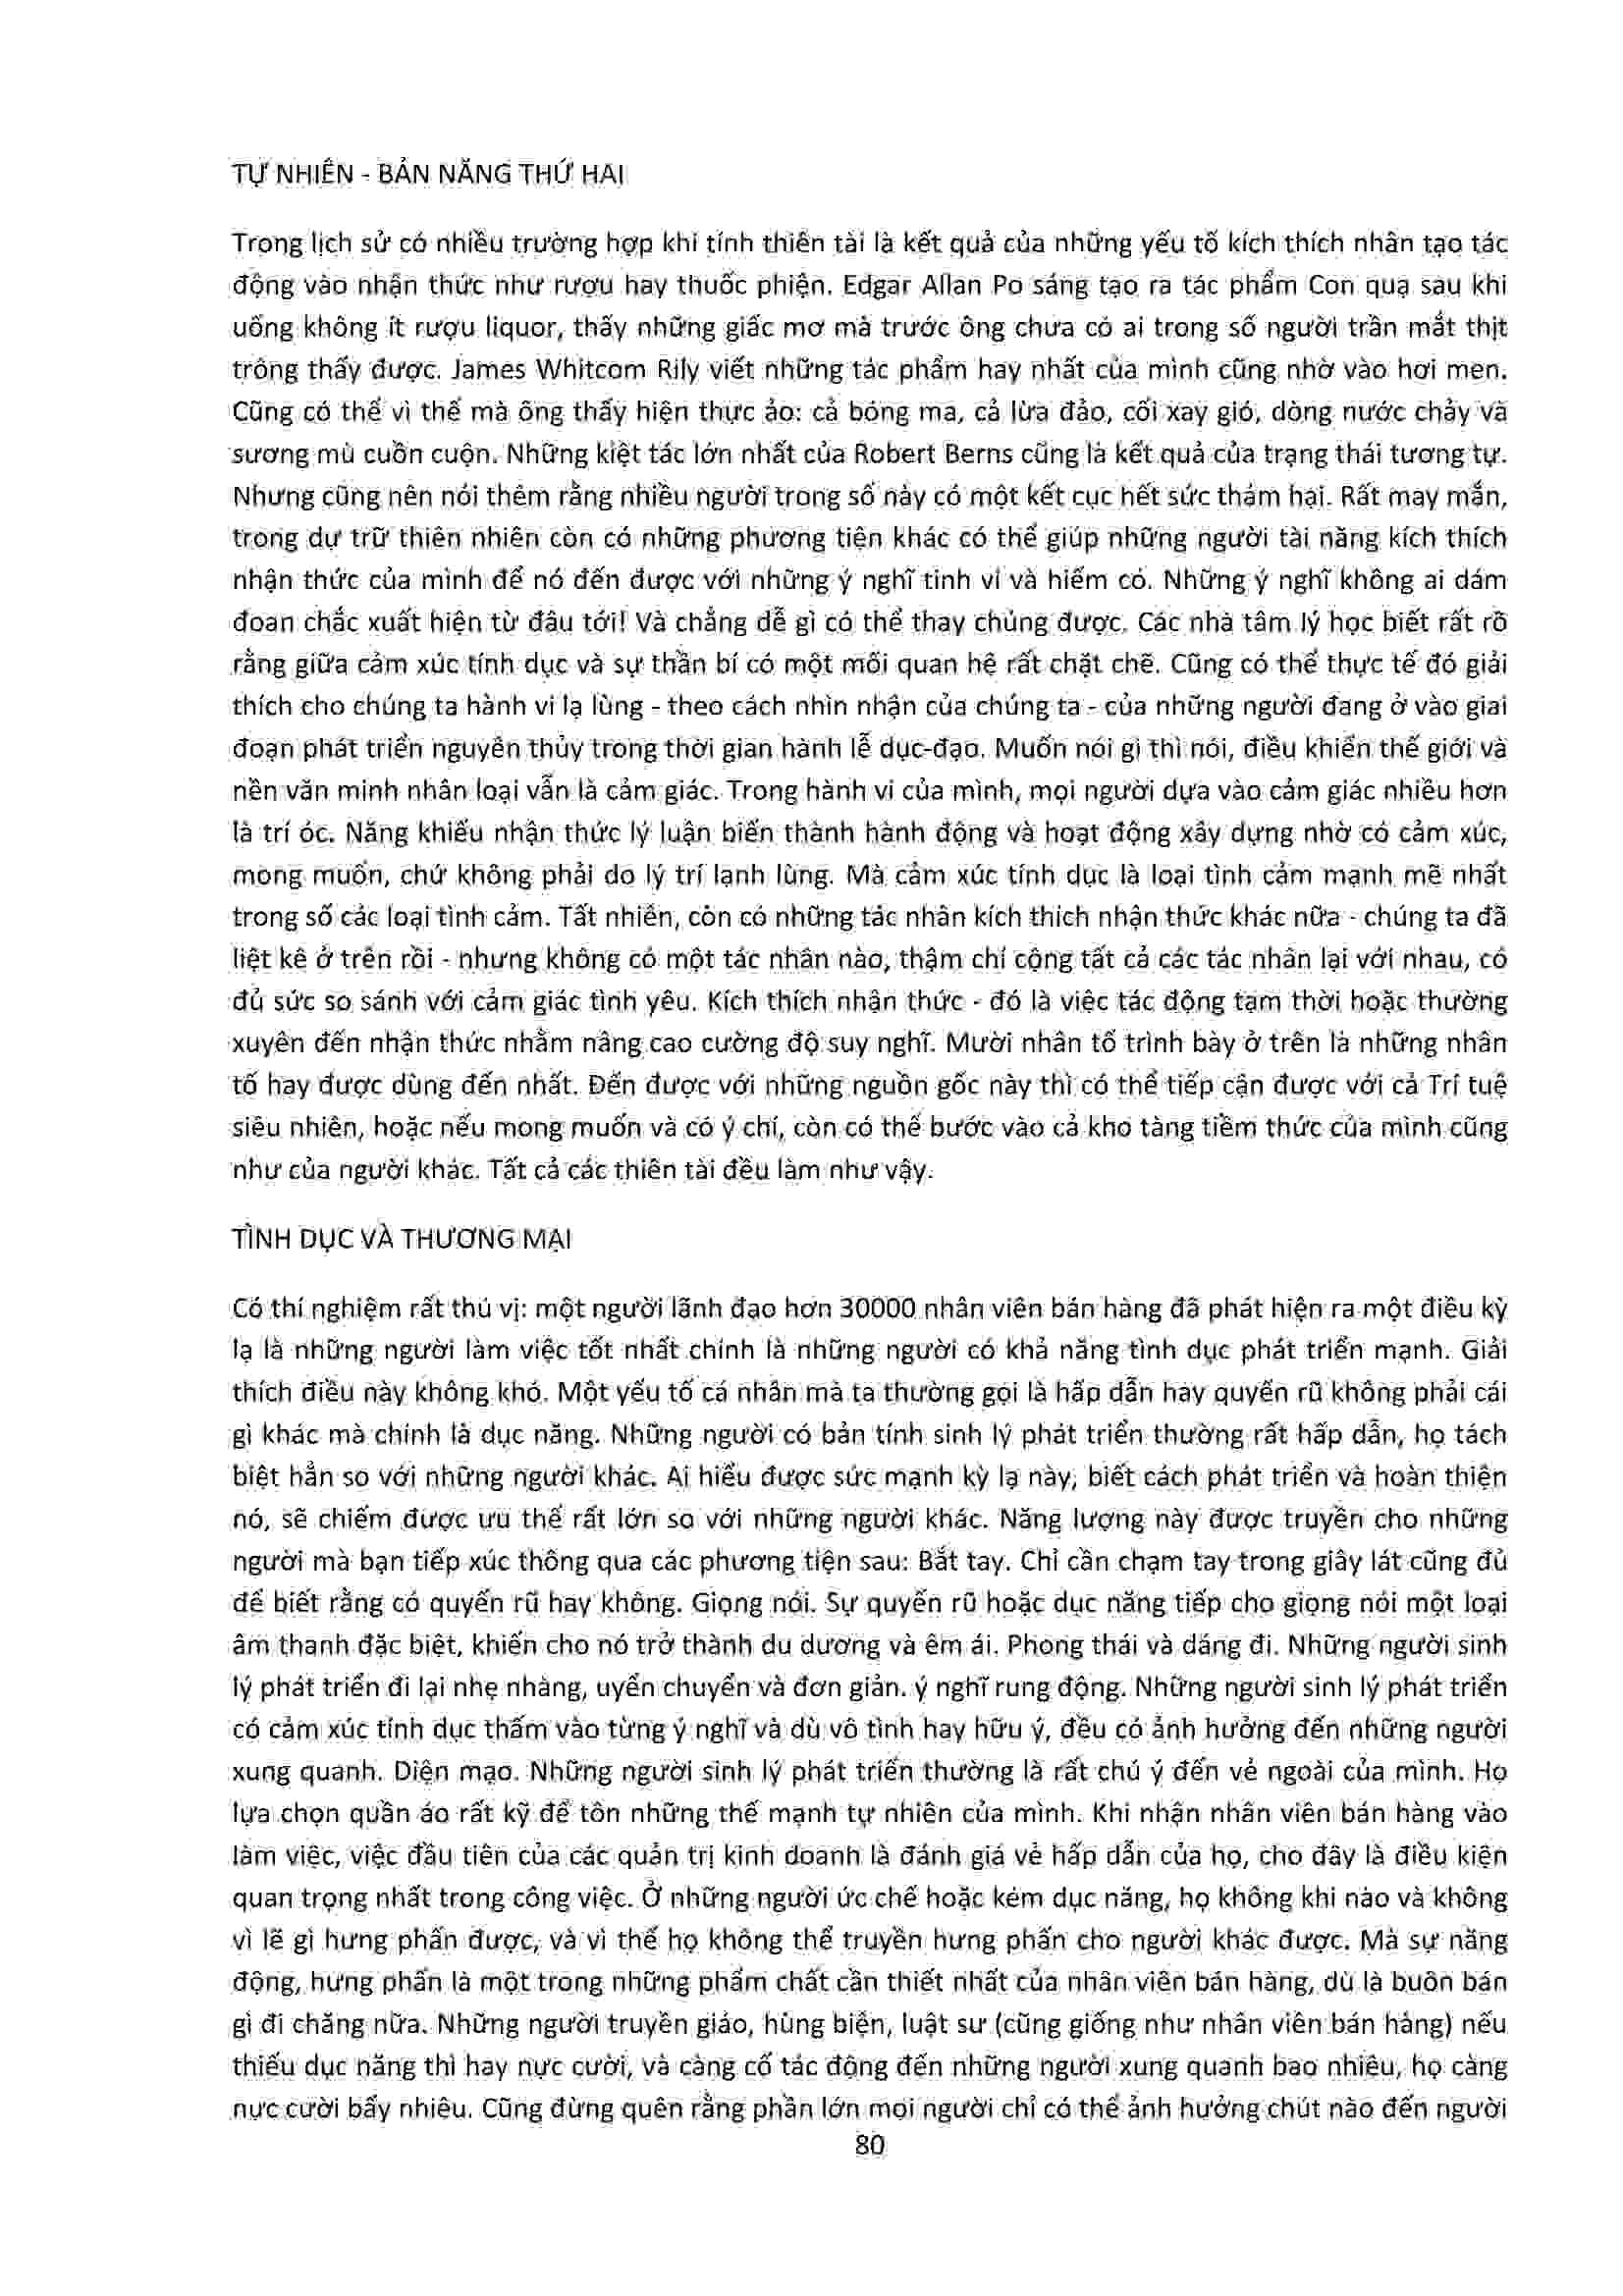 TỰ NHIÊN - BẢN NĂNG THỨ HAI
Trong lịch sử có nhiều trường hợp khi tính thiên tài là kết quả của những yếu tố kích thích nhân tạo tác
động vào nhận thức như rượu hay thuốc phiện. Edgar Allan Po sáng tạo ra tác phẩm Con quạ sau khi
uống không ít rượu liquor, thấy những giấc mơ mà trước ông chưa có ai trong số người trần mắt thịt
trông thấy được. James Whitcom Rily viết những tác phẩm hay nhất của mình cũng nhờ vào hơi men.
Cũng có thể vì thế mà ông thấy hiện thực ảo: cả bóng ma, cả lừa đảo, cối xay gió, dòng nước chảy và
sương mù cuồn cuộn. Những kiệt tác lớn nhất của Robert Berns cũng là kết quả của trạng thái tương tự.
Nhưng cũng nên nói thêm rằng nhiều người trong số này có một kết cục hết sức thảm hại. Rất may mắn,
trong dự trữ thiên nhiên còn có những phương tiện khác có thể giúp những người tài năng kích thích
nhận thức của mình để nó đến được với những ý nghĩ tinh vi và hiếm có. Những ý nghĩ không ai dám
đoan chắc xuất hiện từ đâu tới! Và chẳng dễ gì có thể thay chúng được. Các nhà tâm lý học biết rất rõ
rằng giữa cảm xúc tính dục và sự thần bí có một mối quan hệ rất chặt chẽ. Cũng có thể thực tế đó giải
thích cho chúng ta hành vi lạ lùng - theo cách nhìn nhận của chúng ta - của những người đang ở vào giai
đoạn phát triển nguyên thủy trong thời gian hành lễ dục-đạo. Muốn nói gì thì nói, điều khiển thế giới và
nền văn minh nhân loại vẫn là cảm giác. Trong hành vi của mình, mọi người dựa vào cảm giác nhiều hơn
là trí óc. Năng khiếu nhận thức lý luận biến thành hành động và hoạt động xây dựng nhờ có cảm xúc,
mong muốn, chứ không phải do lý trí lạnh lùng. Mà cảm xúc tính dục là loại tình cảm mạnh mẽ nhất
trong số các loại tình cảm. Tất nhiên, còn có những tác nhân kích thích nhận thức khác nữa - chúng ta đã
liệt kê ở trên rồi - nhưng không có một tác nhân nào, thậm chí cộng tất cả các tác nhân lại với nhau, có
đủ sức so sánh với cảm giác tình yêu. Kích thích nhận thức - đó là việc tác động tạm thời hoặc thường
xuyên đến nhận thức nhằm nâng cao cường độ suy nghĩ. Mười nhân tố trình bày ở trên là những nhân
tố hay được dùng đến nhất. Đến được với những nguồn gốc này thì có thể tiếp cận được với cả Trí tuệ
siêu nhiên, hoặc nếu mong muốn và có ý chí, còn có thể bước vào cả kho tàng tiềm thức của mình cũng
như của người khác. Tất cả các thiên tài đều làm như vậy.
TÌNH DỤC VÀ THƯƠNG MẠI
Có thí nghiệm rất thú vị: một người lãnh đạo hơn 30000 nhân viên bán hàng đã phát hiện ra một điều kỳ
lạ là những người làm việc tốt nhất chính là những người có khả năng tình dục phát triển mạnh. Giải
thích điều này không khó. Một yếu tố cá nhân mà ta thường gọi là hấp dẫn hay quyến rũ không phải cái
gì khác mà chính là dục năng. Những người có bản tính sinh lý phát triển thường rất hấp dẫn, họ tách
biệt hẳn so với những người khác. Ai hiểu được sức mạnh kỳ lạ này, biết cách phát triển và hoàn thiện
nó, sẽ chiếm được ưu thế rất lớn so với những người khác. Năng lượng này được truyền cho những
người mà bạn tiếp xúc thông qua các phương tiện sau: Bắt tay. Chỉ cần chạm tay trong giây lát cũng đủ
để biết rằng có quyến rũ hay không. Giọng nói. Sự quyến rũ hoặc dục năng tiếp cho giọng nói một loại
âm thanh đặc biệt, khiến cho nó trở thành du dương và êm ái. Phong thái và dáng đi. Những người sinh
lý phát triển đi lại nhẹ nhàng, uyển chuyển và đơn giản. ý nghĩ rung động. Những người sinh lý phát triển
có cảm xúc tính dục thấm vào từng ý nghĩ và dù vô tình hay hữu ý, đều có ảnh hưởng đến những người
xung quanh. Diện mạo. Những người sinh lý phát triển thường là rất chú ý đến vẻ ngoài của mình. Họ
lựa chọn quần áo rất kỹ để tôn những thế mạnh tự nhiên của mình. Khi nhận nhân viên bán hàng vào
làm việc, việc đầu tiên của các quản trị kinh doanh là đánh giá vẻ hấp dẫn của họ, cho đây là điều kiện
quan trọng nhất trong công việc. Ở những người ức chế hoặc kém dục năng, họ không khi nào và không
vì lẽ gì hưng phấn được, và vì thế họ không thể truyền hưng phấn cho người khác được. Mà sự năng
động, hưng phấn là một trong những phẩm chất cần thiết nhất của nhân viên bán hàng, dù là buôn bán
gì đi chăng nữa. Những người truyền giáo, hùng biện, luật sư (cũng giống như nhân viên bán hàng) nếu
thiếu dục năng thì hay nực cười, và càng cố tác động đến những người xung quanh bao nhiêu, họ càng
nực cười bấy nhiêu. Cũng đừng quên rằng phần lớn mọi người chỉ có thể ảnh hưởng chút nào đến người
80